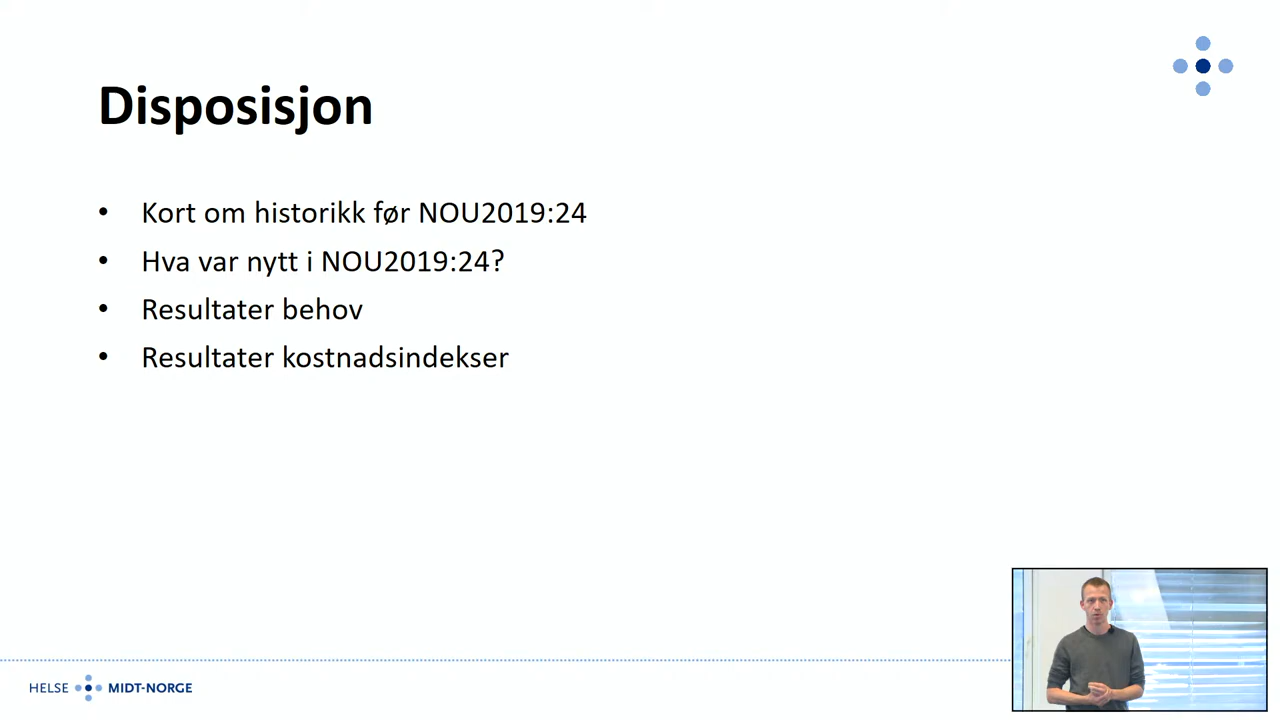 Disposisjon
• Kort om historikk før NOU2019:24
• Hva var nytt i NOU2019:24?
• Resultater behov
• Resultater kostnadsindekser
HELSE MIDT-NORGE